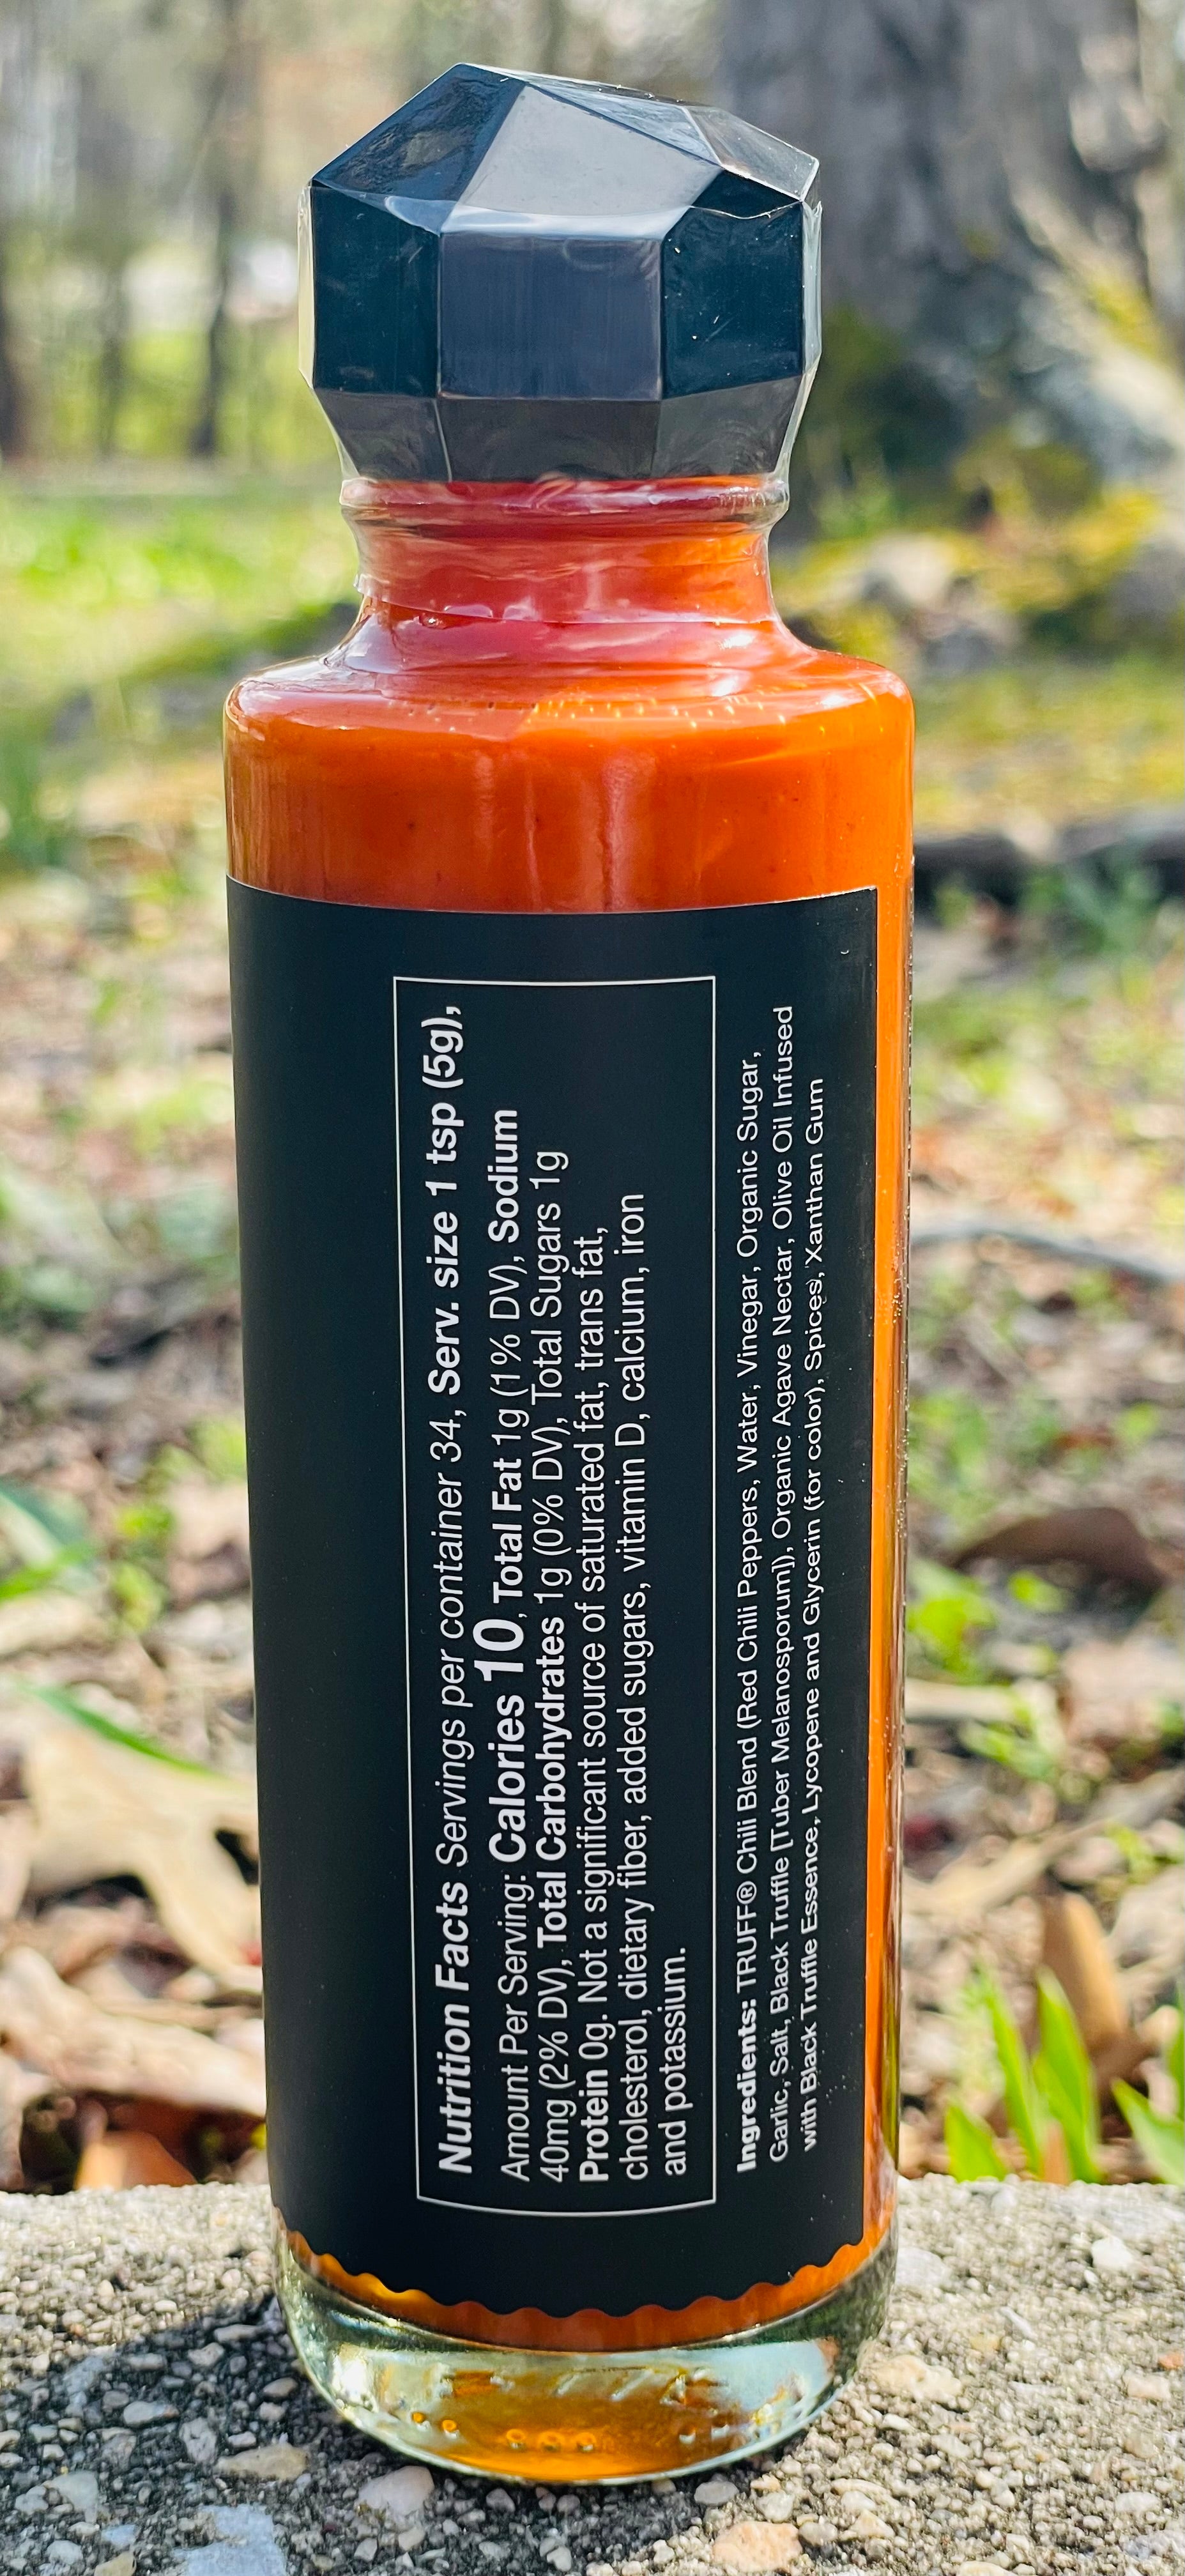 Nutrition Facts Servings per container 34, Serv. size 1 tsp (5g),
Amount Per Serving: Calories 10, Total Fat 1g (1% DV), Sodium
40mg (2% DV), Total Carbohydrates 1g (0% DV), Total Sugars 1g
Protein 0g. Not a significant source of saturated fat, trans fat,
cholesterol, dietary fiber, added sugars, vitamin D, calcium, iron
and potassium.
Ingredients: TRUFF® Chili Blend (Red Chili Peppers, Water, Vinegar, Organic Sugar,
Garlic, Salt, Black Truffle [Tuber Melanosporum]), Organic Agave Nectar, Olive Oil Infused
with Black Truffle Essence, Lycopene and Glycerin (for color), Spices, Xanthan Gum